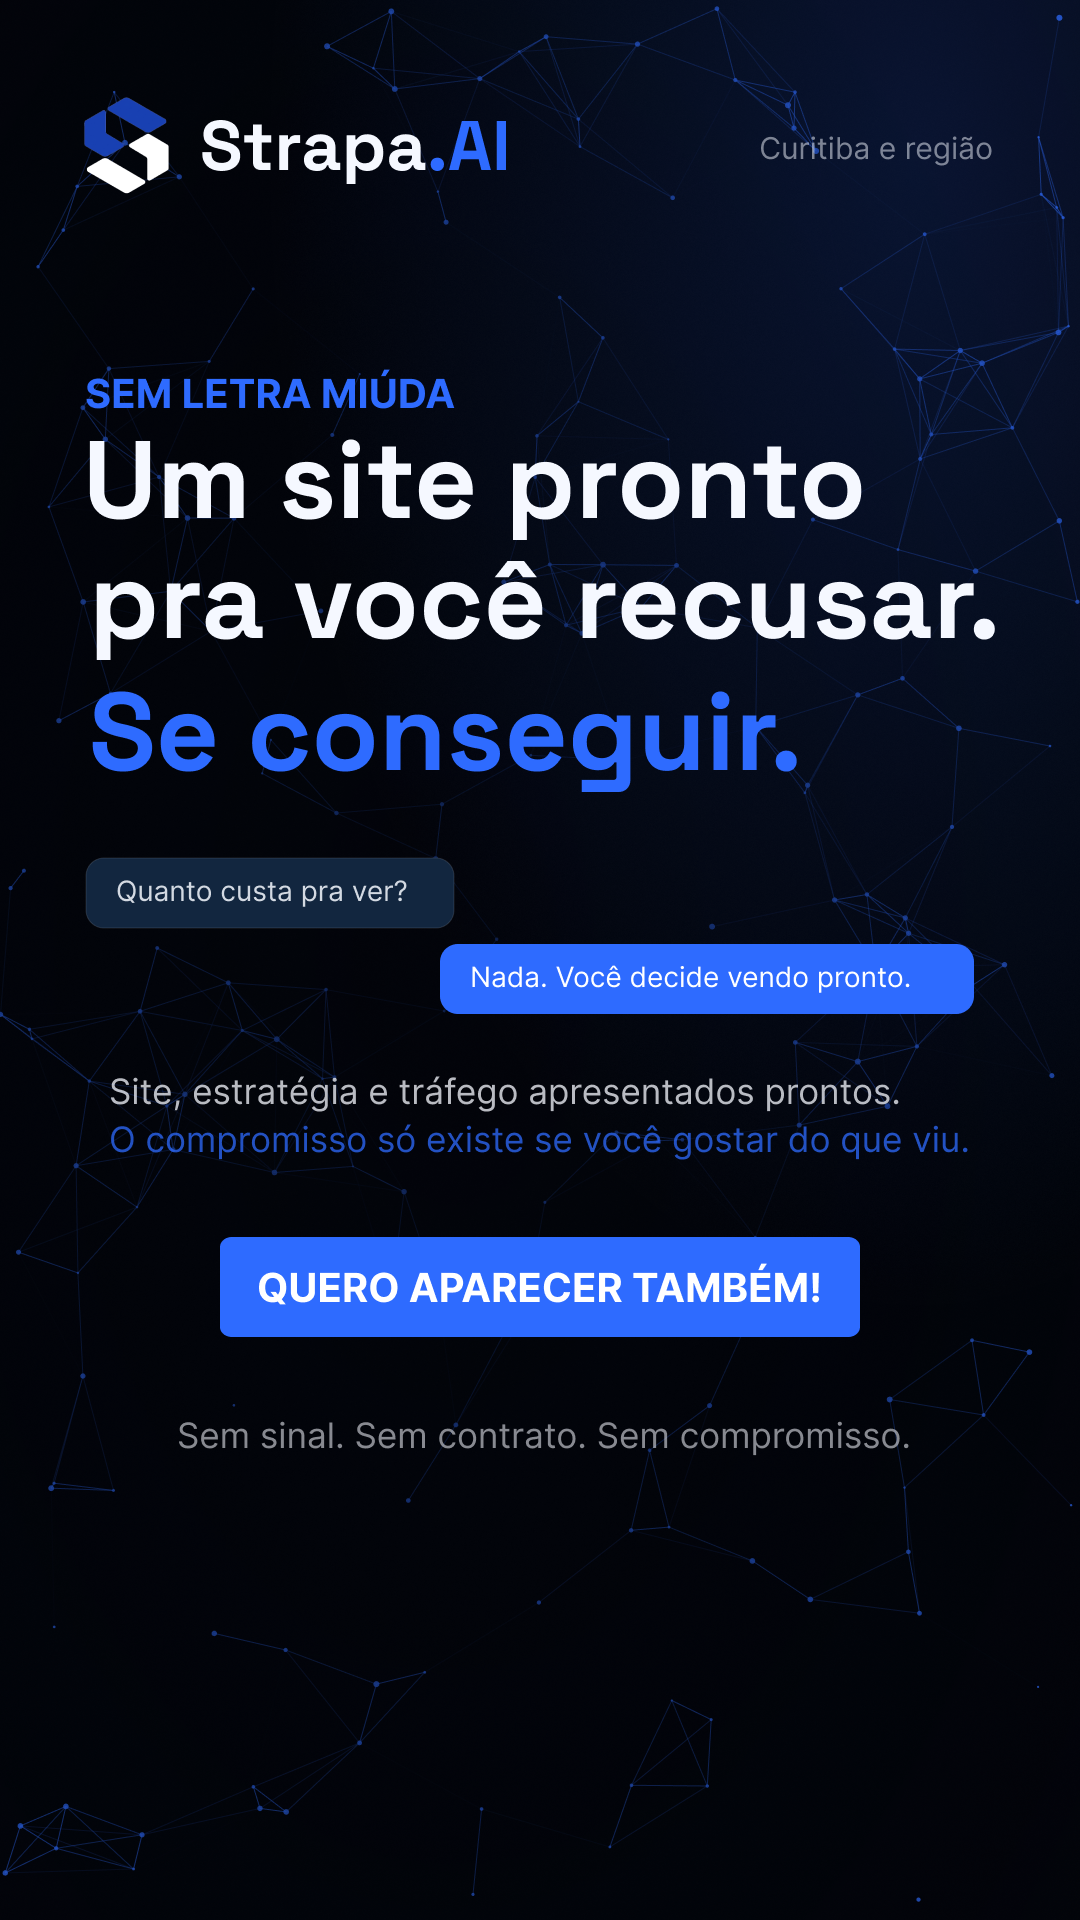 Strapa.AI
Curitiba e região
SEM LETRA MIÚDA
Um site pronto
pra você recusar.
Se conseguir.
Quanto custa pra ver?
Nada. Você decide vendo pronto.
Site, estratégia e tráfego apresentados prontos.
O compromisso só existe se você gostar do que viu.
QUERO APARECER TAMBÉM!
Sem sinal. Sem contrato. Sem compromisso.